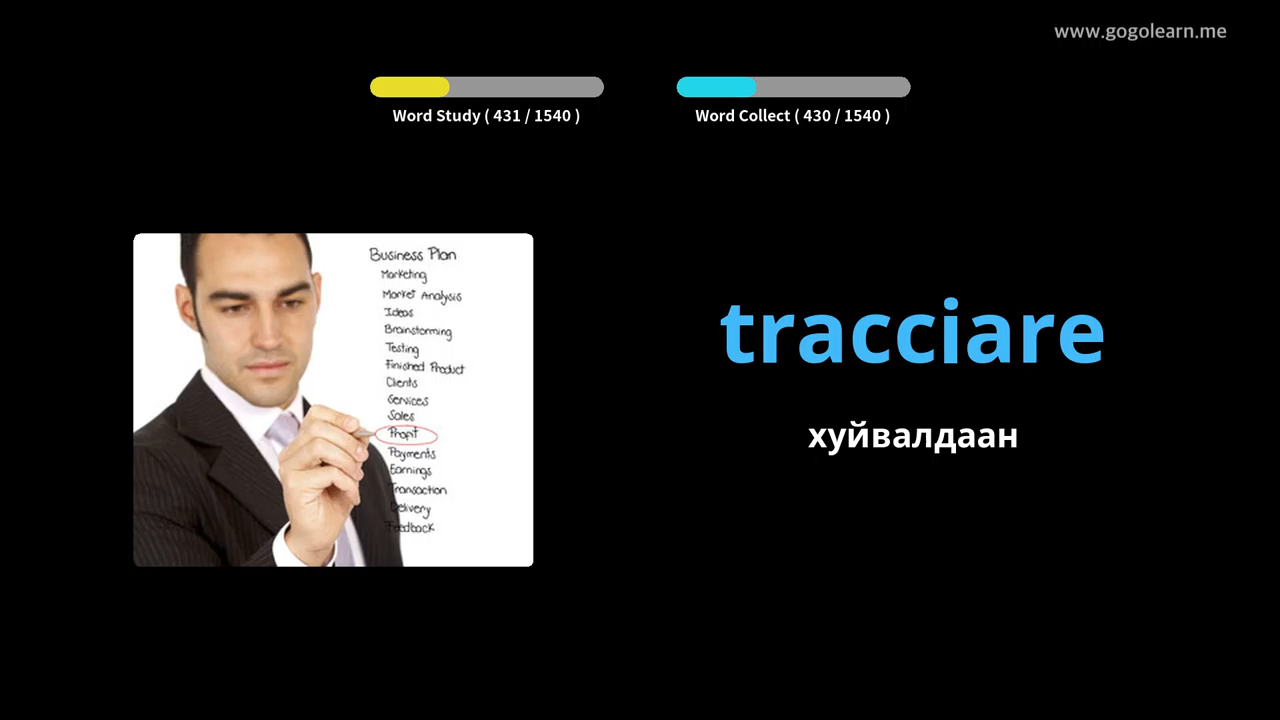 www.gogolearn.me
Word Study ( 431 / 1540 )
Word Collect ( 430 / 1540 )
Business Plan
Marketing
Market Analysis
Ideas
Brainstorming
Testing
Finished Product
Clients
Services
Sales
Profit
Payments
Earnings
Transaction
Delivery
Feedback
tracciare
хуйвалдаан